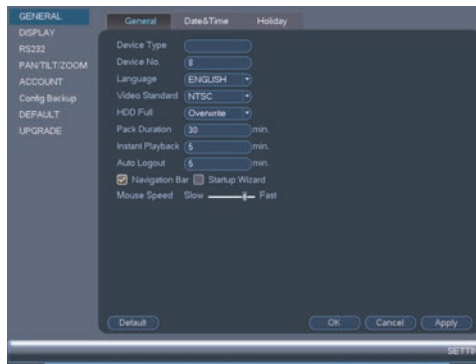 GENERAL
DISPLAY
RS232
PAN/TILT/ZOOM
ACCOUNT
Config Backup
DEFAULT
UPGRADE
General Date&Time Holiday
Device Type
Device No. 8
Language ENGLISH
Video Standard NTSC
HDD Full Overwrite
Pack Duration 30 min.
Instant Playback 5 min.
Auto Logout 5 min.
Navigation Bar Startup Wizard
Mouse Speed Slow Fast
Default OK Cancel Apply
SETTI